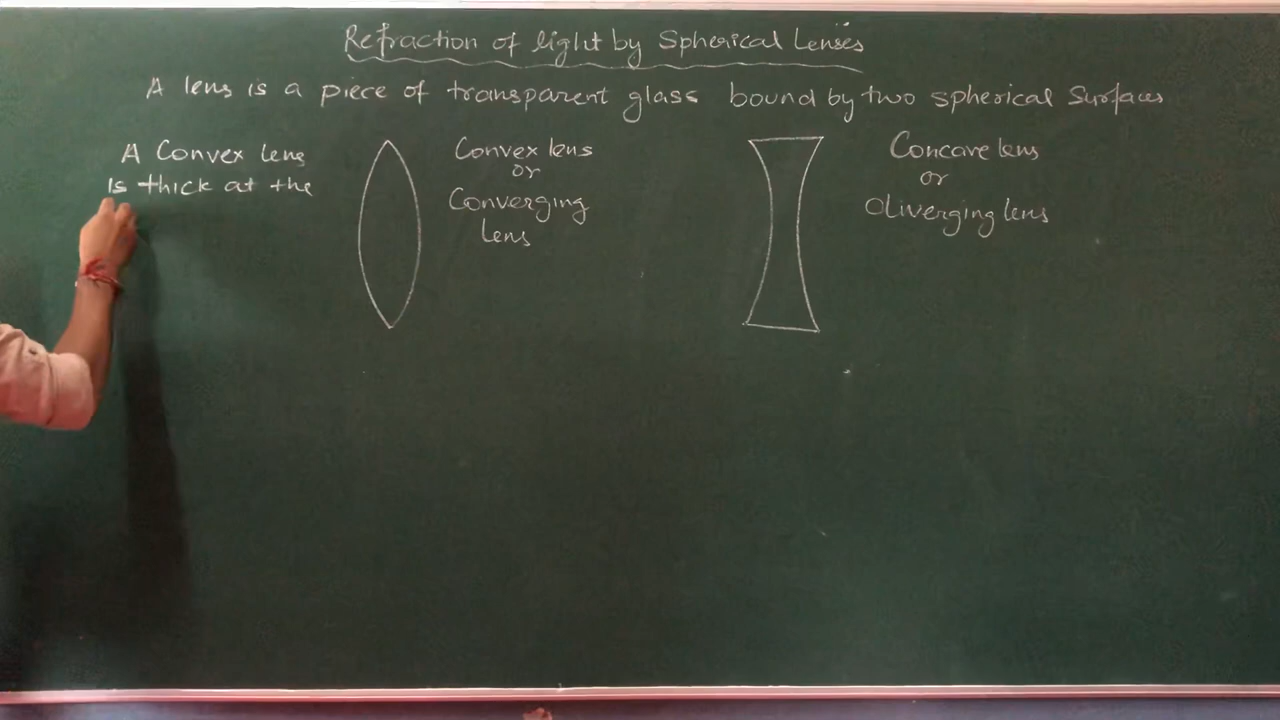 Refraction of light by Spherical Lenses
A lens is a piece of transparent glass bound by two spherical Surfaces
A Convex lens
is thick at the
Convex lens
or
Converging
lens
Concave lens
or
Diverging lens